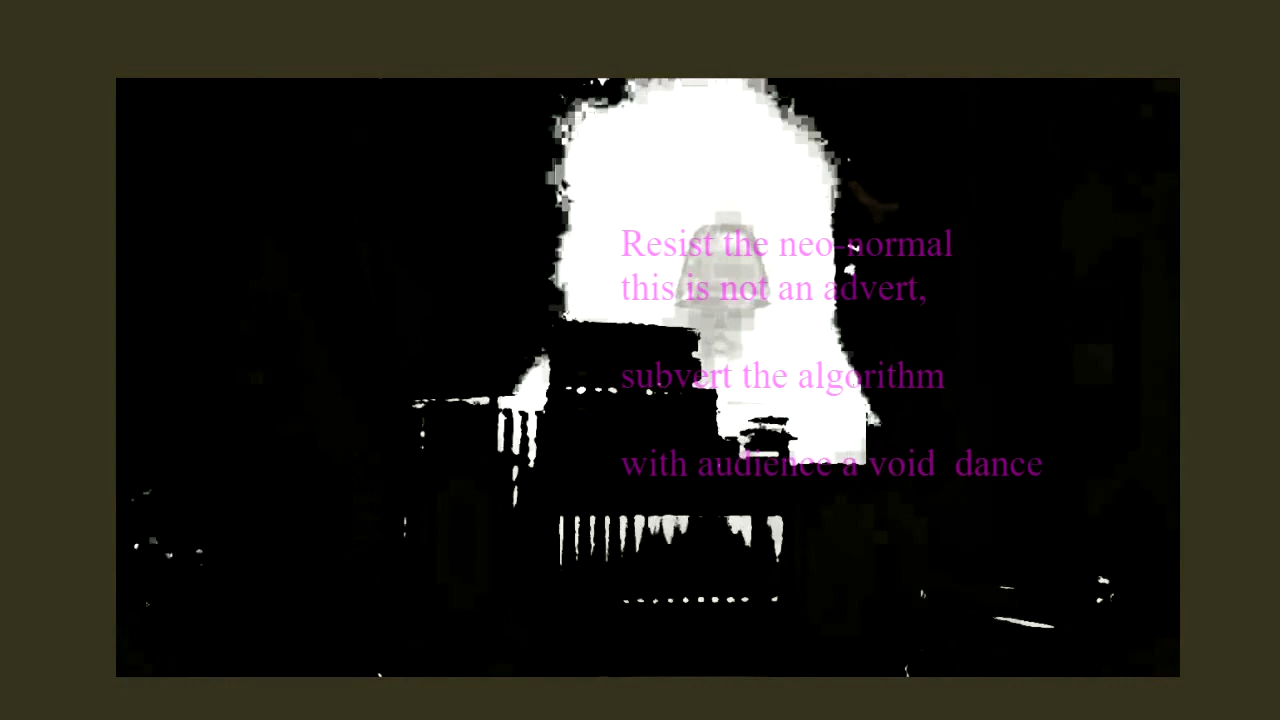 Resist the neo-normal
this is not an advert,
subvert the algorithm
with audience a void  dance